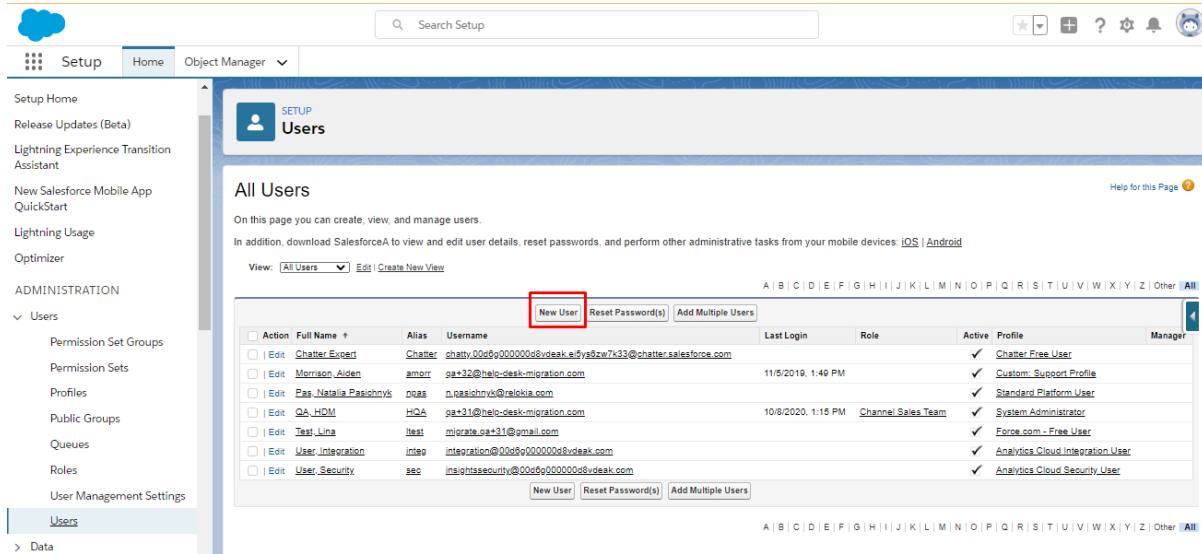 Search Setup
Setup Home Object Manager
Setup Home
Release Updates (Beta)
Lightning Experience Transition
Assistant
New Salesforce Mobile App
QuickStart
Lightning Usage
Optimizer
ADMINISTRATION
Users
Permission Set Groups
Permission Sets
Profiles
Public Groups
Queues
Roles
User Management Settings
Users
Data
SETUP
Users
All Users
Help for this Page ?
On this page you can create, view, and manage users.
In addition, download SalesforceA to view and edit user details, reset passwords, and perform other administrative tasks from your mobile devices: iOS | Android
View: All Users Edit | Create New View
A | B | C | D | E | F | G | H | I | J | K | L | M | N | O | P | Q | R | S | T | U | V | W | X | Y | Z | Other All
New User Reset Password(s) Add Multiple Users
Action Full Name ↑ Alias Username Last Login Role Active Profile Manager
| Edit Chatter Expert Chatter chatty.00d6g000000d8vdeak.ei5ys6zw7k33@chatter.salesforce.com ✓ Chatter Free User
| Edit Morrison, Aiden amorr qa+32@help-desk-migration.com 11/5/2019, 1:49 PM ✓ Custom: Support Profile
| Edit Pas, Natalia Pasichnyk npas n.pasichnyk@relokia.com ✓ Standard Platform User
| Edit QA, HDM HQA qa+31@help-desk-migration.com 10/8/2020, 1:15 PM Channel Sales Team ✓ System Administrator
| Edit Test, Lina ltest migrate.qa+31@gmail.com ✓ Force.com - Free User
| Edit User, Integration integ integration@00d6g000000d8vdeak.com ✓ Analytics Cloud Integration User
| Edit User, Security sec insightssecurity@00d6g000000d8vdeak.com ✓ Analytics Cloud Security User
New User Reset Password(s) Add Multiple Users
A | B | C | D | E | F | G | H | I | J | K | L | M | N | O | P | Q | R | S | T | U | V | W | X | Y | Z | Other All